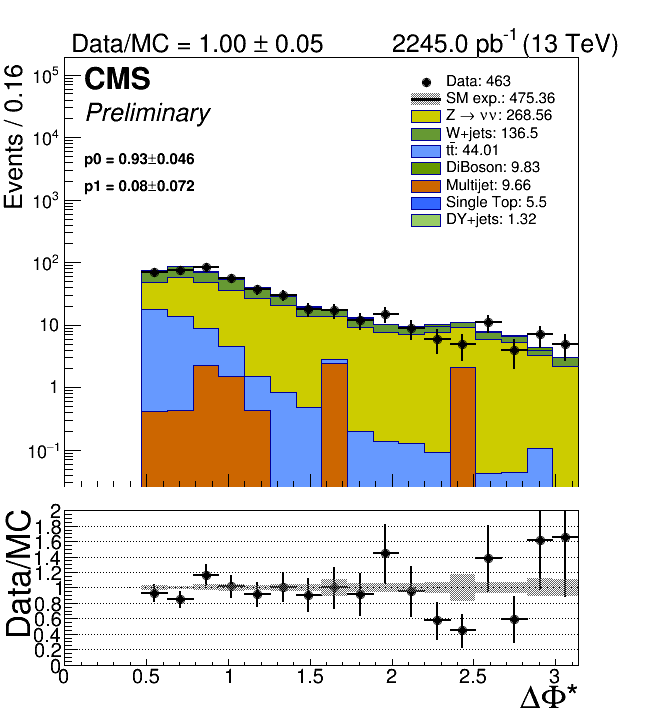 Data/MC = 1.00 ± 0.05 2245.0 pb⁻¹ (13 TeV)
CMS
Preliminary
p0 = 0.93±0.046
p1 = 0.08±0.072
Data: 463
SM exp.: 475.36
Z → νν: 268.56
W+jets: 136.5
tt̄: 44.01
DiBoson: 9.83
Multijet: 9.66
Single Top: 5.5
DY+jets: 1.32
Events / 0.16
10⁵
10⁴
10³
10²
10
1
10⁻¹
Data/MC
2
1.8
1.6
1.4
1.2
1
0.8
0.6
0.4
0.2
0
0 0.5 1 1.5 2 2.5 3
ΔΦ*